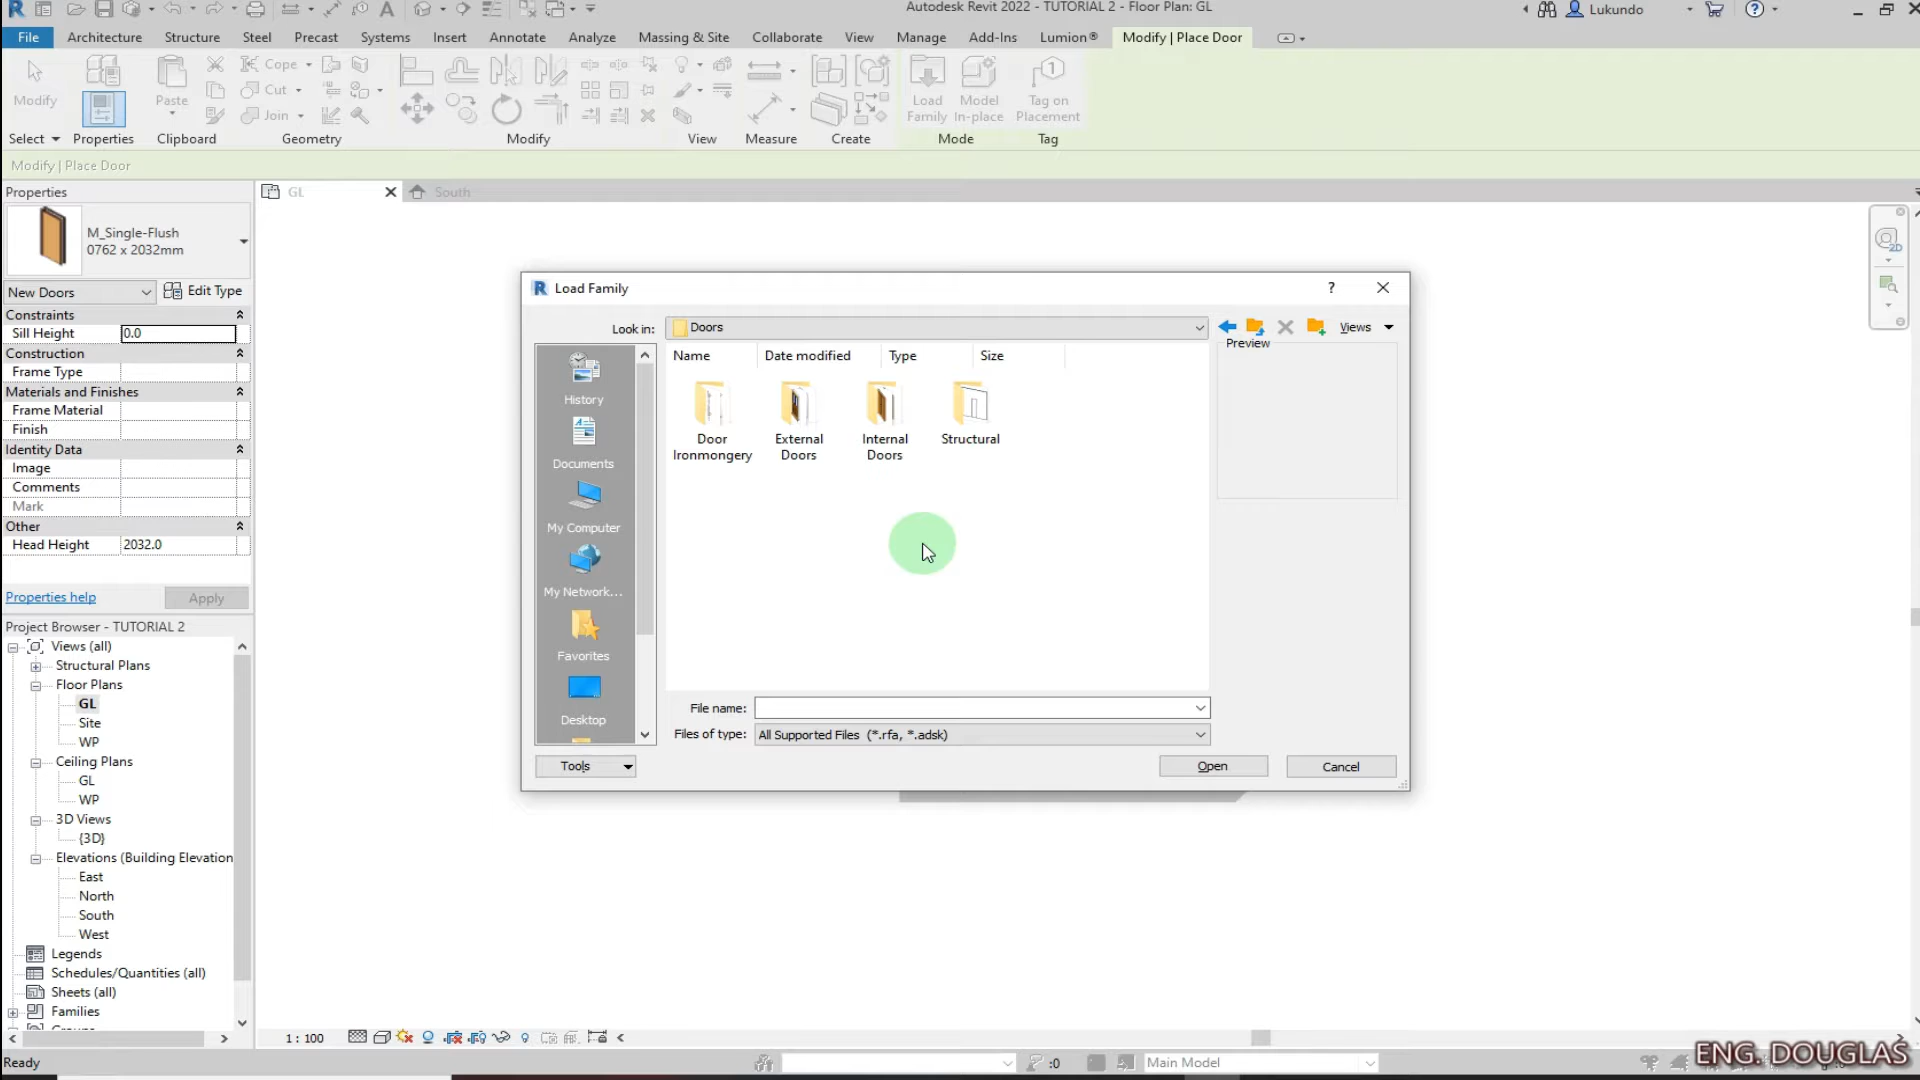 Autodesk Revit 2022 - TUTORIAL 2 - Floor Plan: GL
Lukundo
File Architecture Structure Steel Precast Systems Insert Annotate Analyze Massing & Site Collaborate View Manage Add-Ins Lumion® Modify | Place Door
Modify
Paste
Cope
Cut
Join
Load Family
Model In-place
Tag on Placement
Select Properties Clipboard Geometry Modify View Measure Create Mode Tag
Modify | Place Door
Properties
GL
South
M_Single-Flush
0762 x 2032mm
New Doors
Edit Type
Constraints
Sill Height 0.0
Construction
Frame Type
Materials and Finishes
Frame Material
Finish
Identity Data
Image
Comments
Mark
Other
Head Height 2032.0
Properties help
Apply
Project Browser - TUTORIAL 2
Views (all)
Structural Plans
Floor Plans
GL
Site
WP
Ceiling Plans
GL
WP
3D Views
{3D}
Elevations (Building Elevation
East
North
South
West
Legends
Schedules/Quantities (all)
Sheets (all)
Families
Load Family
?
Look in: Doors
Views
Preview
Name Date modified Type Size
History
Documents
My Computer
My Network...
Favorites
Desktop
Door Ironmongery
External Doors
Internal Doors
Structural
File name:
Files of type: All Supported Files (*.rfa, *.adsk)
Tools
Open
Cancel
2D
1 : 100
Ready
:0
Main Model
ENG. DOUGLAS